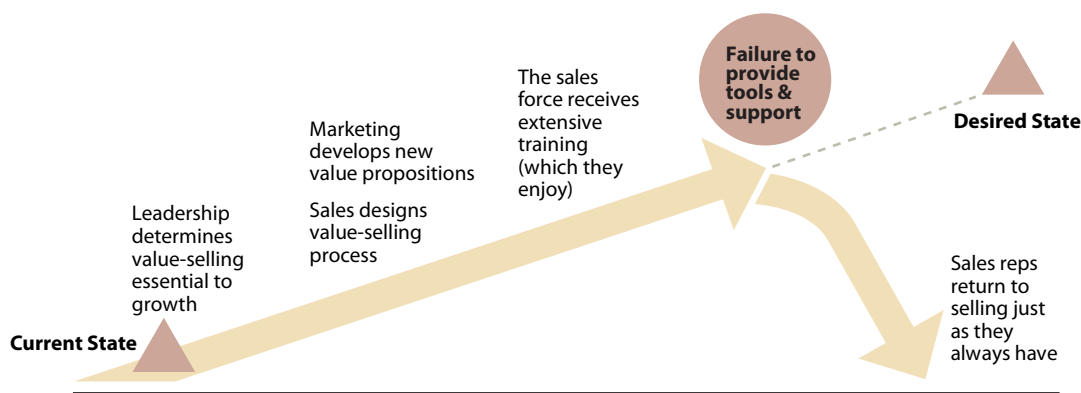 Current State
Leadership
determines
value-selling
essential to
growth
Marketing
develops new
value propositions
Sales designs
value-selling
process
The sales
force receives
extensive
training
(which they
enjoy)
Failure to
provide
tools &
support
Desired State
Sales reps
return to
selling just
as they
always have